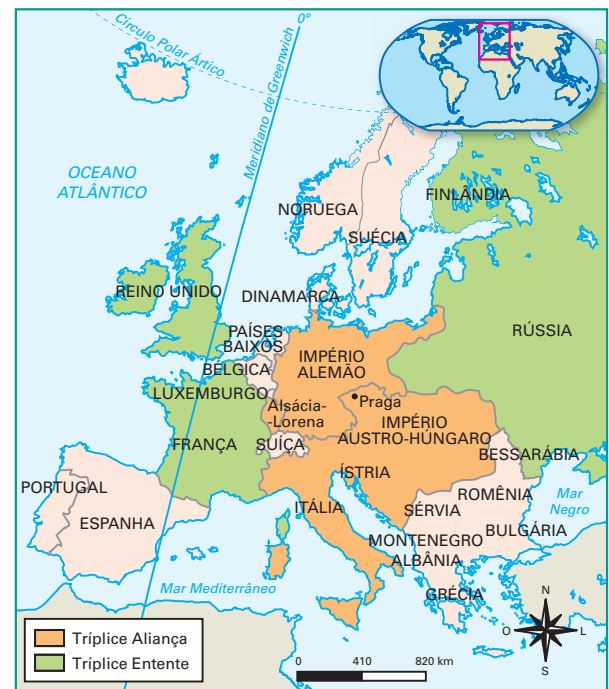 Círculo Polar Ártico
0°
Meridiano de Greenwich
OCEANO
ATLÂNTICO
NORUEGA
SUÉCIA
FINLÂNDIA
REINO UNIDO
DINAMARCA
RÚSSIA
PAÍSES
BAIXOS
BÉLGICA
LUXEMBURGO
IMPÉRIO
ALEMÃO
Alsácia-
-Lorena
Praga
IMPÉRIO
AUSTRO-HÚNGARO
BESSARÁBIA
FRANÇA
SUÍÇA
ÍSTRIA
ROMÊNIA
Mar
Negro
PORTUGAL
ESPANHA
ITÁLIA
SÉRVIA
BULGÁRIA
MONTENEGRO
ALBÂNIA
GRÉCIA
Mar Mediterrâneo
N
O
L
S
Tríplice Aliança
Tríplice Entente
0 410 820 km